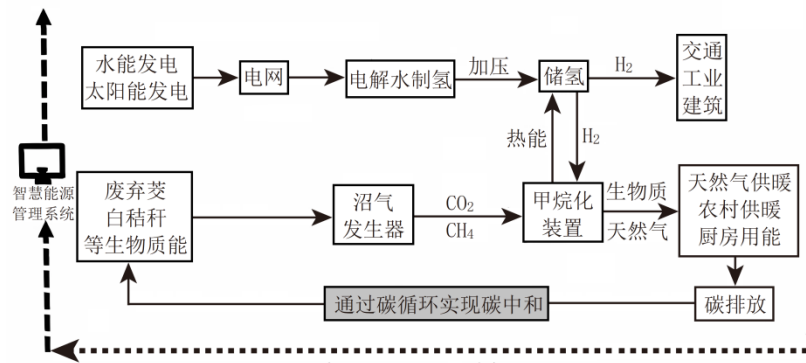 水能发电
太阳能发电
电网
电解水制氢
加压
储氢
H₂
交通
工业
建筑
热能
H₂
智慧能源
管理系统
废弃茭
白秸秆
等生物质能
沼气
发生器
CO₂
CH₄
甲烷化
装置
生物质
天然气
天然气供暖
农村供暖
厨房用能
通过碳循环实现碳中和
碳排放